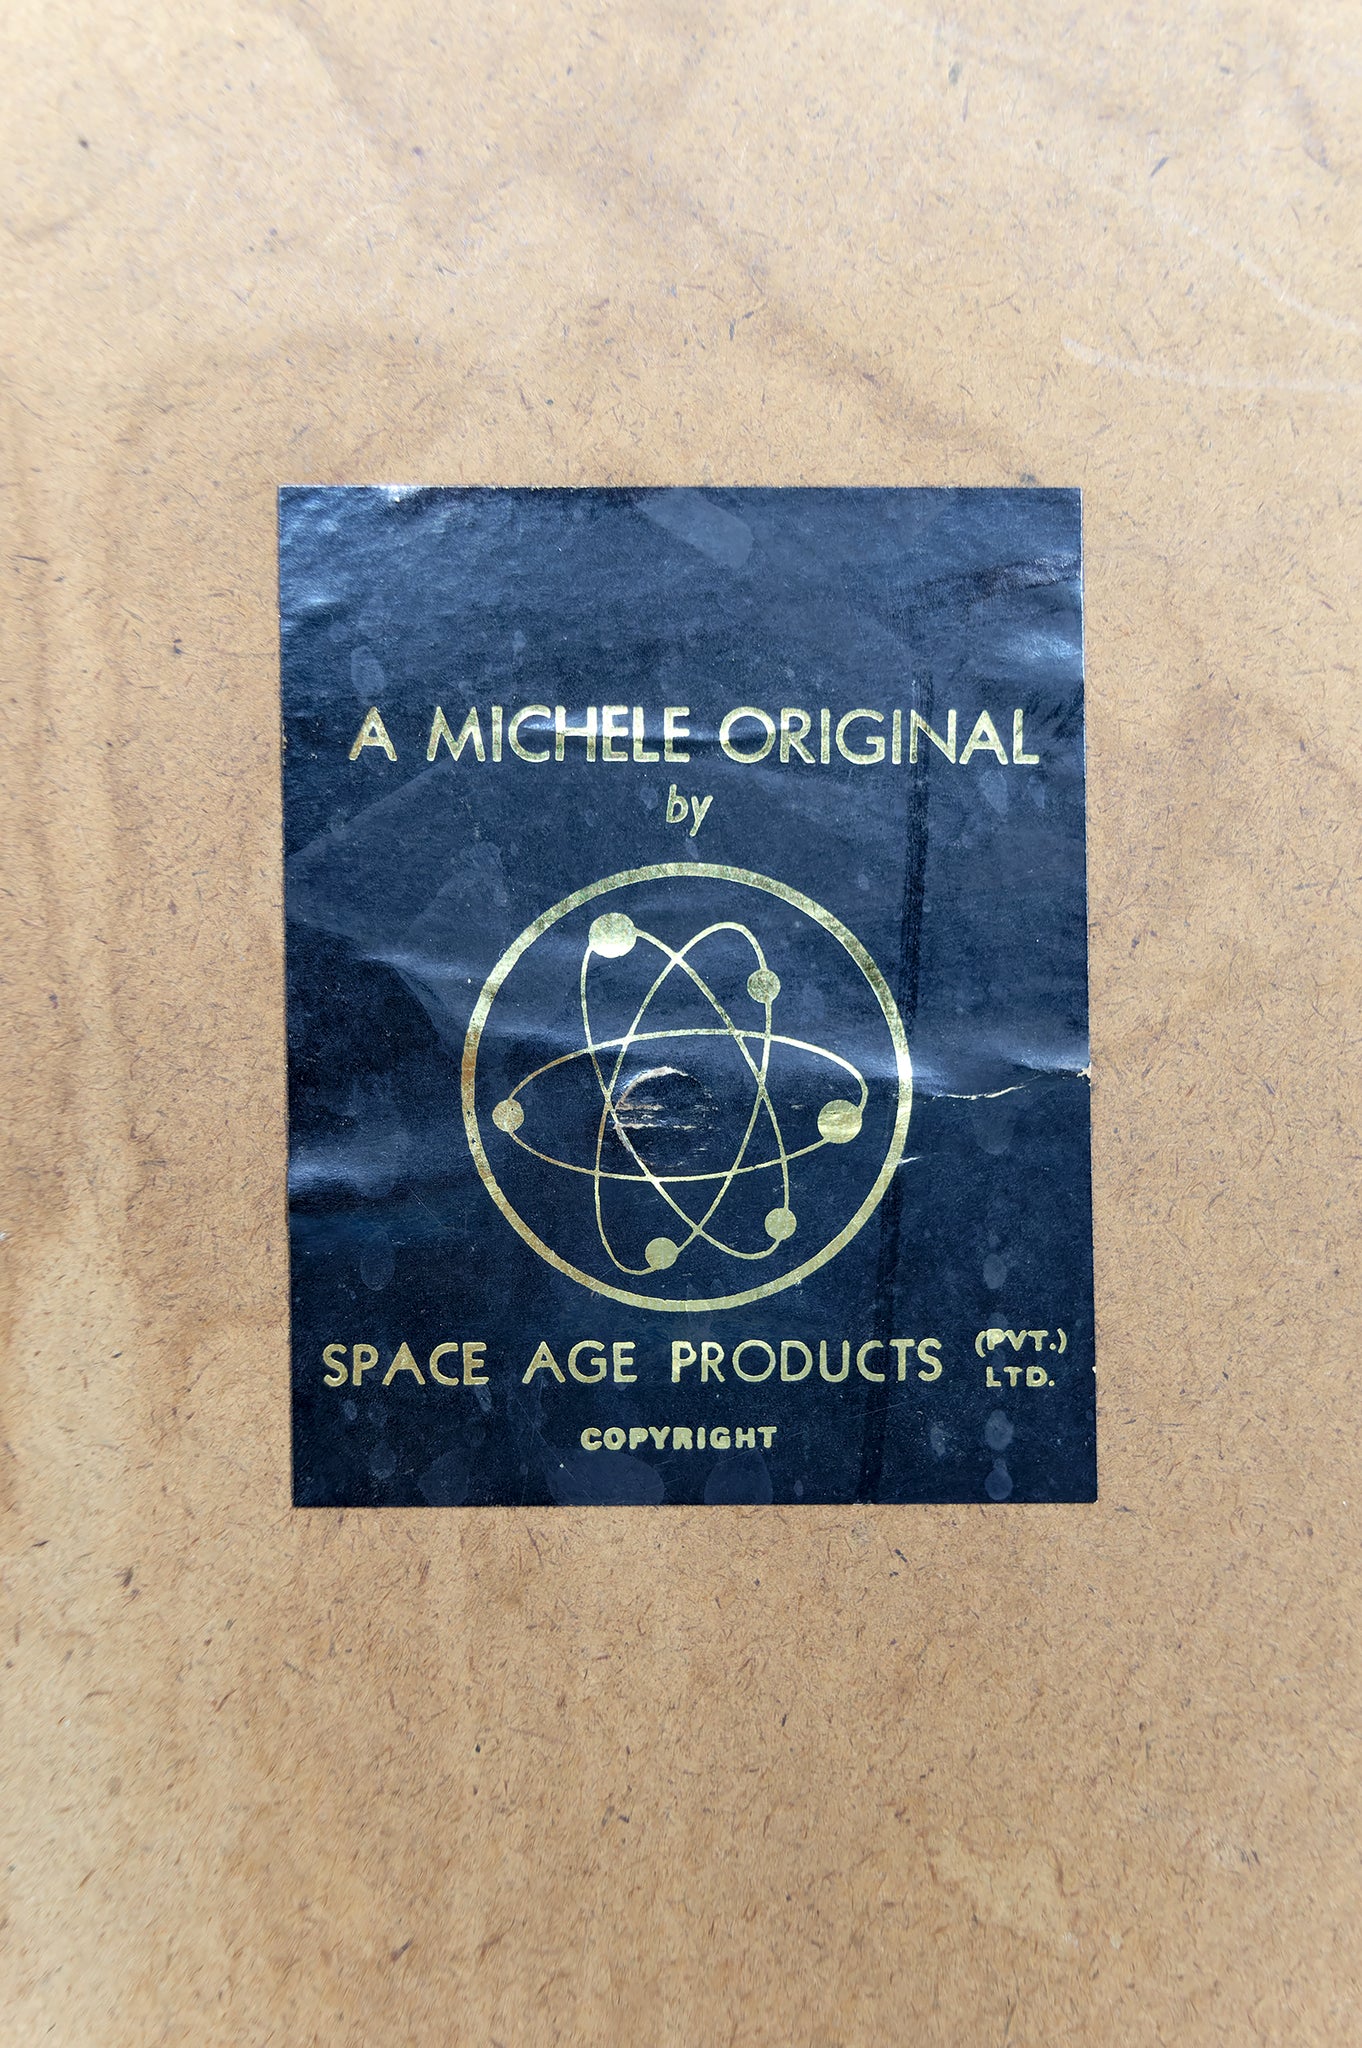 A MICHELE ORIGINAL
by
SPACE AGE PRODUCTS (PVT.) LTD.
COPYRIGHT